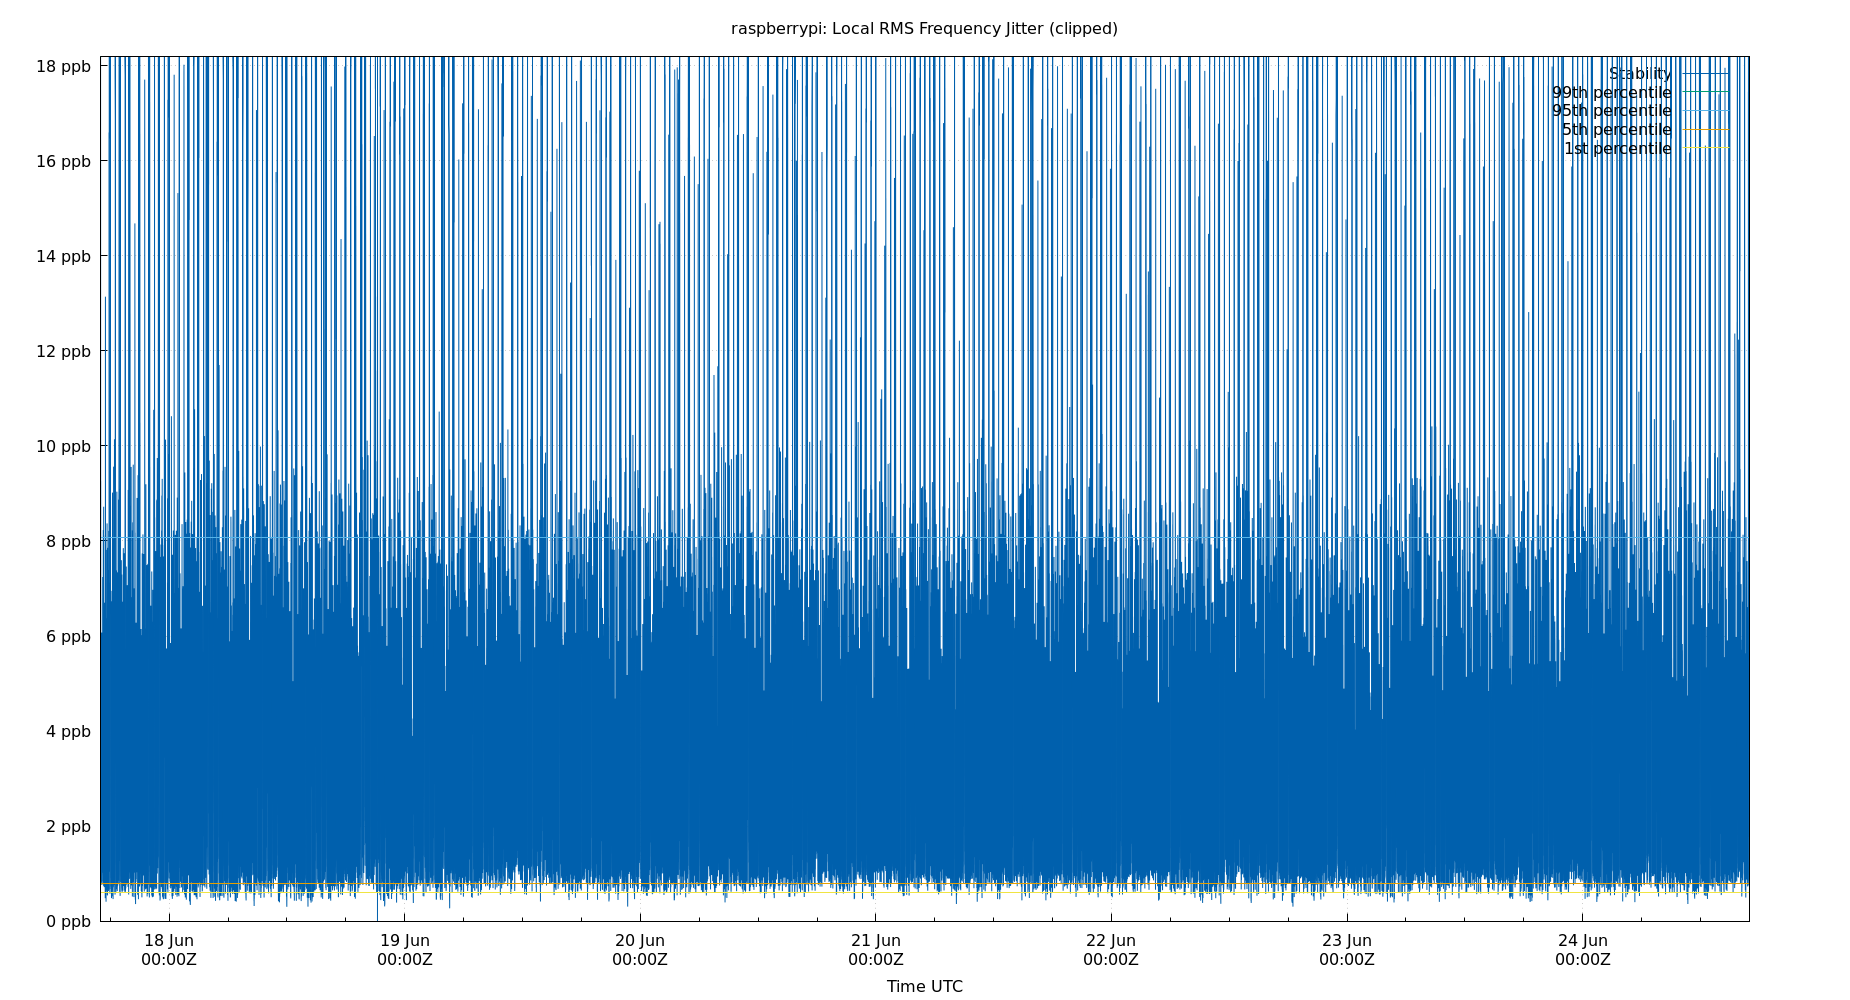 raspberrypi: Local RMS Frequency Jitter (clipped)
18 ppb
16 ppb
14 ppb
12 ppb
10 ppb
8 ppb
6 ppb
4 ppb
2 ppb
0 ppb
Stability
99th percentile
95th percentile
5th percentile
1st percentile
18 Jun 19 Jun 20 Jun 21 Jun 22 Jun 23 Jun 24 Jun
00:00Z 00:00Z 00:00Z 00:00Z 00:00Z 00:00Z 00:00Z
Time UTC